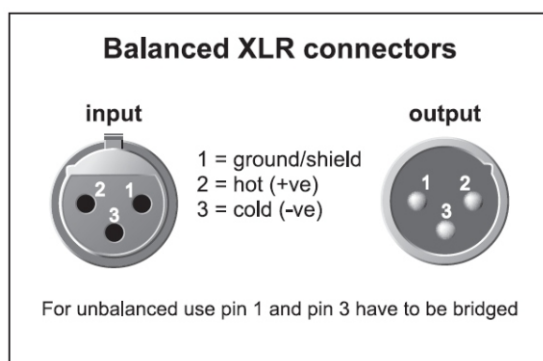 Balanced XLR connectors
input
output
1 = ground/shield
2 = hot (+ve)
3 = cold (-ve)
2 1
3
1 2
3
For unbalanced use pin 1 and pin 3 have to be bridged